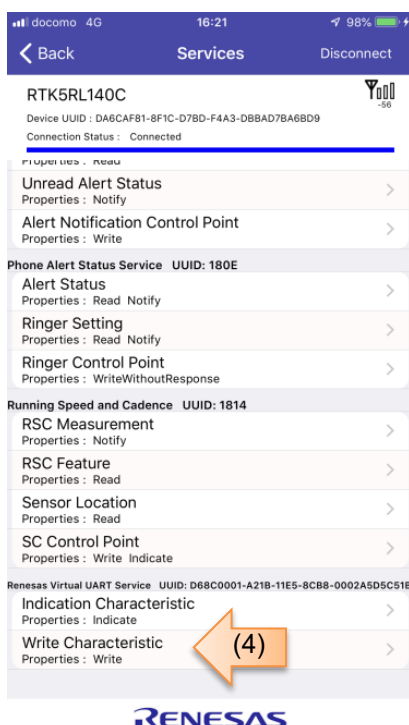 docomo 4G 16:21 98%
Back Services Disconnect
RTK5RL140C
-56
Device UUID : DA6CAF81-8F1C-D7BD-F4A3-DBBAD7BA6BD9
Connection Status : Connected
Properties : Read
Unread Alert Status
Properties : Notify
Alert Notification Control Point
Properties : Write
Phone Alert Status Service UUID: 180E
Alert Status
Properties : Read Notify
Ringer Setting
Properties : Read Notify
Ringer Control Point
Properties : WriteWithoutResponse
Running Speed and Cadence UUID: 1814
RSC Measurement
Properties : Notify
RSC Feature
Properties : Read
Sensor Location
Properties : Read
SC Control Point
Properties : Write Indicate
Renesas Virtual UART Service UUID: D68C0001-A21B-11E5-8CB8-0002A5D5C51B
Indication Characteristic
Properties : Indicate
Write Characteristic
Properties : Write
(4)
RENESAS